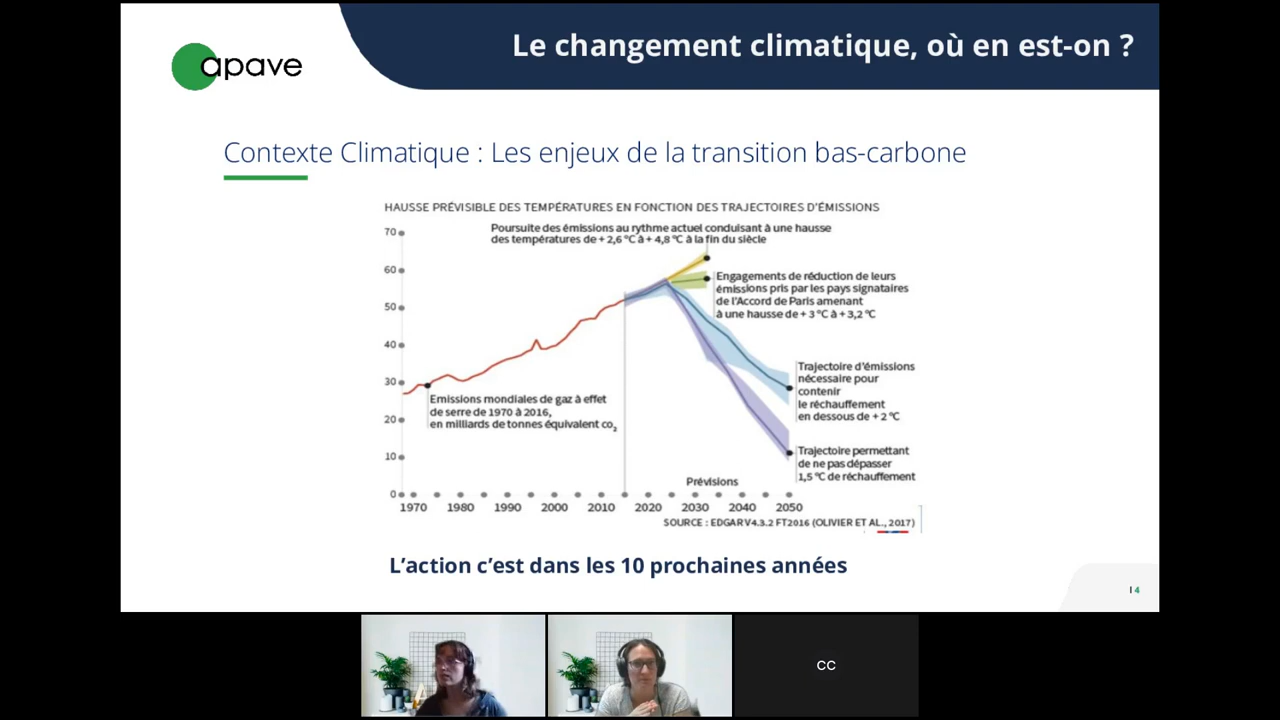 apave
Le changement climatique, où en est-on ?
Contexte Climatique : Les enjeux de la transition bas-carbone
HAUSSE PRÉVISIBLE DES TEMPÉRATURES EN FONCTION DES TRAJECTOIRES D'ÉMISSIONS
Poursuite des émissions au rythme actuel conduisant à une hausse
des températures de + 2,6 °C à + 4,8 °C à la fin du siècle
70
60
50
40
30
20
10
0
Engagements de réduction de leurs
émissions pris par les pays signataires
de l'Accord de Paris amenant
à une hausse de + 3 °C à + 3,2 °C
Trajectoire d'émissions
nécessaire pour
contenir
le réchauffement
en dessous de + 2 °C
Emissions mondiales de gaz à effet
de serre de 1970 à 2016,
en milliards de tonnes équivalent co2
Trajectoire permettant
de ne pas dépasser
1,5 °C de réchauffement
Prévisions
1970 1980 1990 2000 2010 2020 2030 2040 2050
SOURCE : EDGAR V4.3.2 FT2016 (OLIVIER ET AL., 2017)
L'action c'est dans les 10 prochaines années
I 4
CC